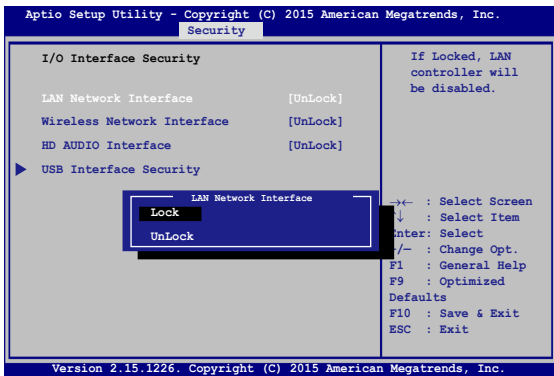 Aptio Setup Utility - Copyright (C) 2015 American Megatrends, Inc.
Security
I/O Interface Security
LAN Network Interface [UnLock]
Wireless Network Interface [UnLock]
HD AUDIO Interface [UnLock]
USB Interface Security
If Locked, LAN
controller will
be disabled.
LAN Network Interface
Lock
UnLock
→← : Select Screen
↓ : Select Item
Enter: Select
/— : Change Opt.
F1 : General Help
F9 : Optimized
Defaults
F10 : Save & Exit
ESC : Exit
Version 2.15.1226. Copyright (C) 2015 American Megatrends, Inc.